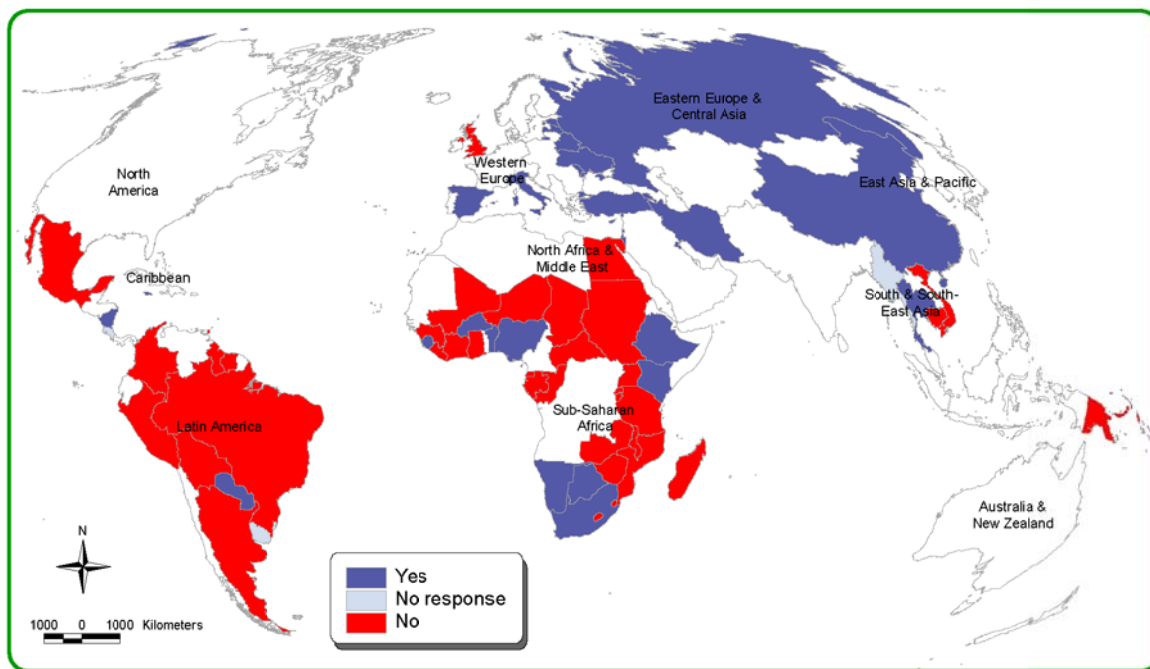 Eastern Europe &
Central Asia
North
America
Western
Europe
East Asia & Pacific
North Africa &
Middle East
Caribbean
South & South-
East Asia
Sub-Saharan
Africa
Latin America
Australia &
New Zealand
N
Yes
No response
No
1000 0 1000 Kilometers